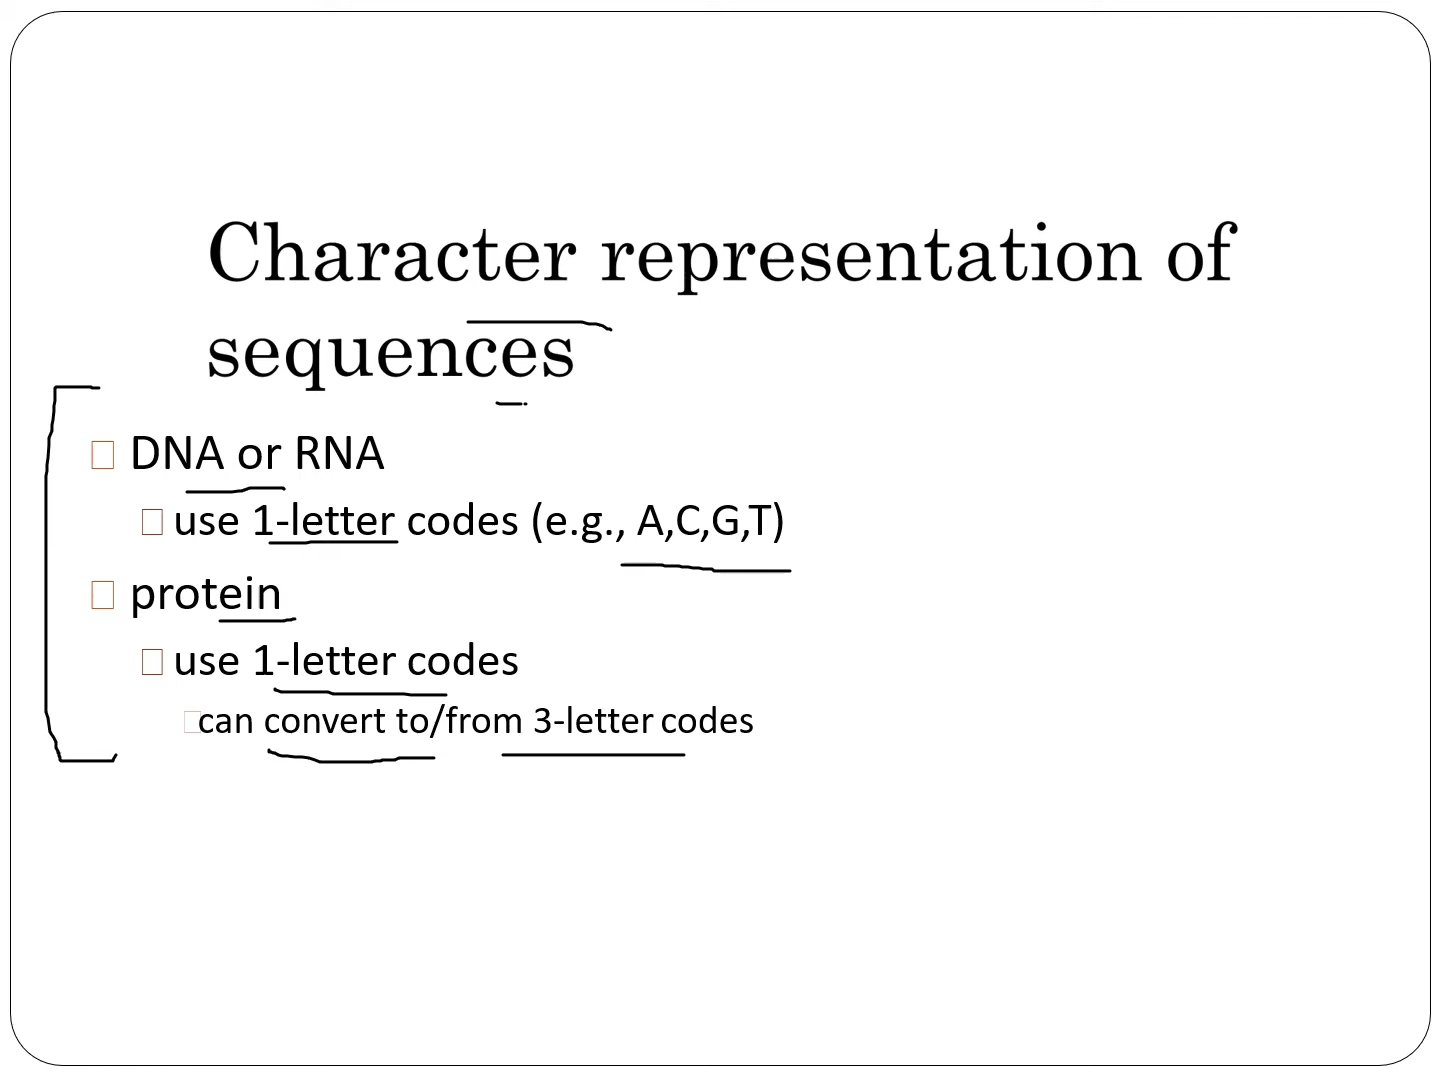 Character representation of
sequences
DNA or RNA
use 1-letter codes (e.g., A,C,G,T)
protein
use 1-letter codes
can convert to/from 3-letter codes